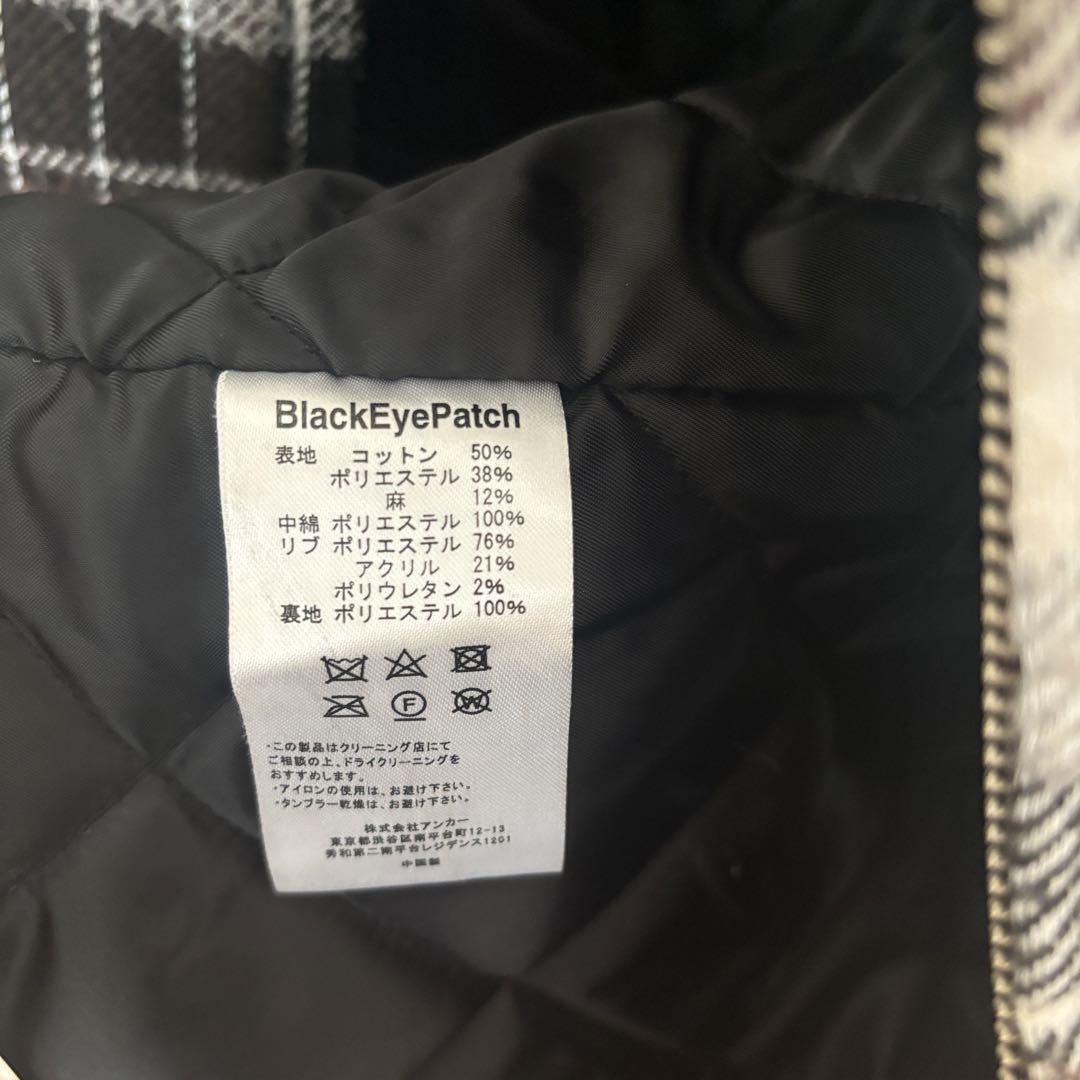 BlackEyePatch
表地 コットン 50%
ポリエステル 38%
麻 12%
中綿 ポリエステル 100%
リブ ポリエステル 76%
アクリル 21%
ポリウレタン 2%
裏地 ポリエステル 100%
F W
・この製品はクリーニング店にて
ご相談の上、ドライクリーニングを
おすすめします。
・アイロンの使用は、お避け下さい。
・タンブラー乾燥は、お避け下さい。
株式会社アンカー
東京都渋谷区南平台町12-13
秀和第二南平台レジデンス1201
中国製